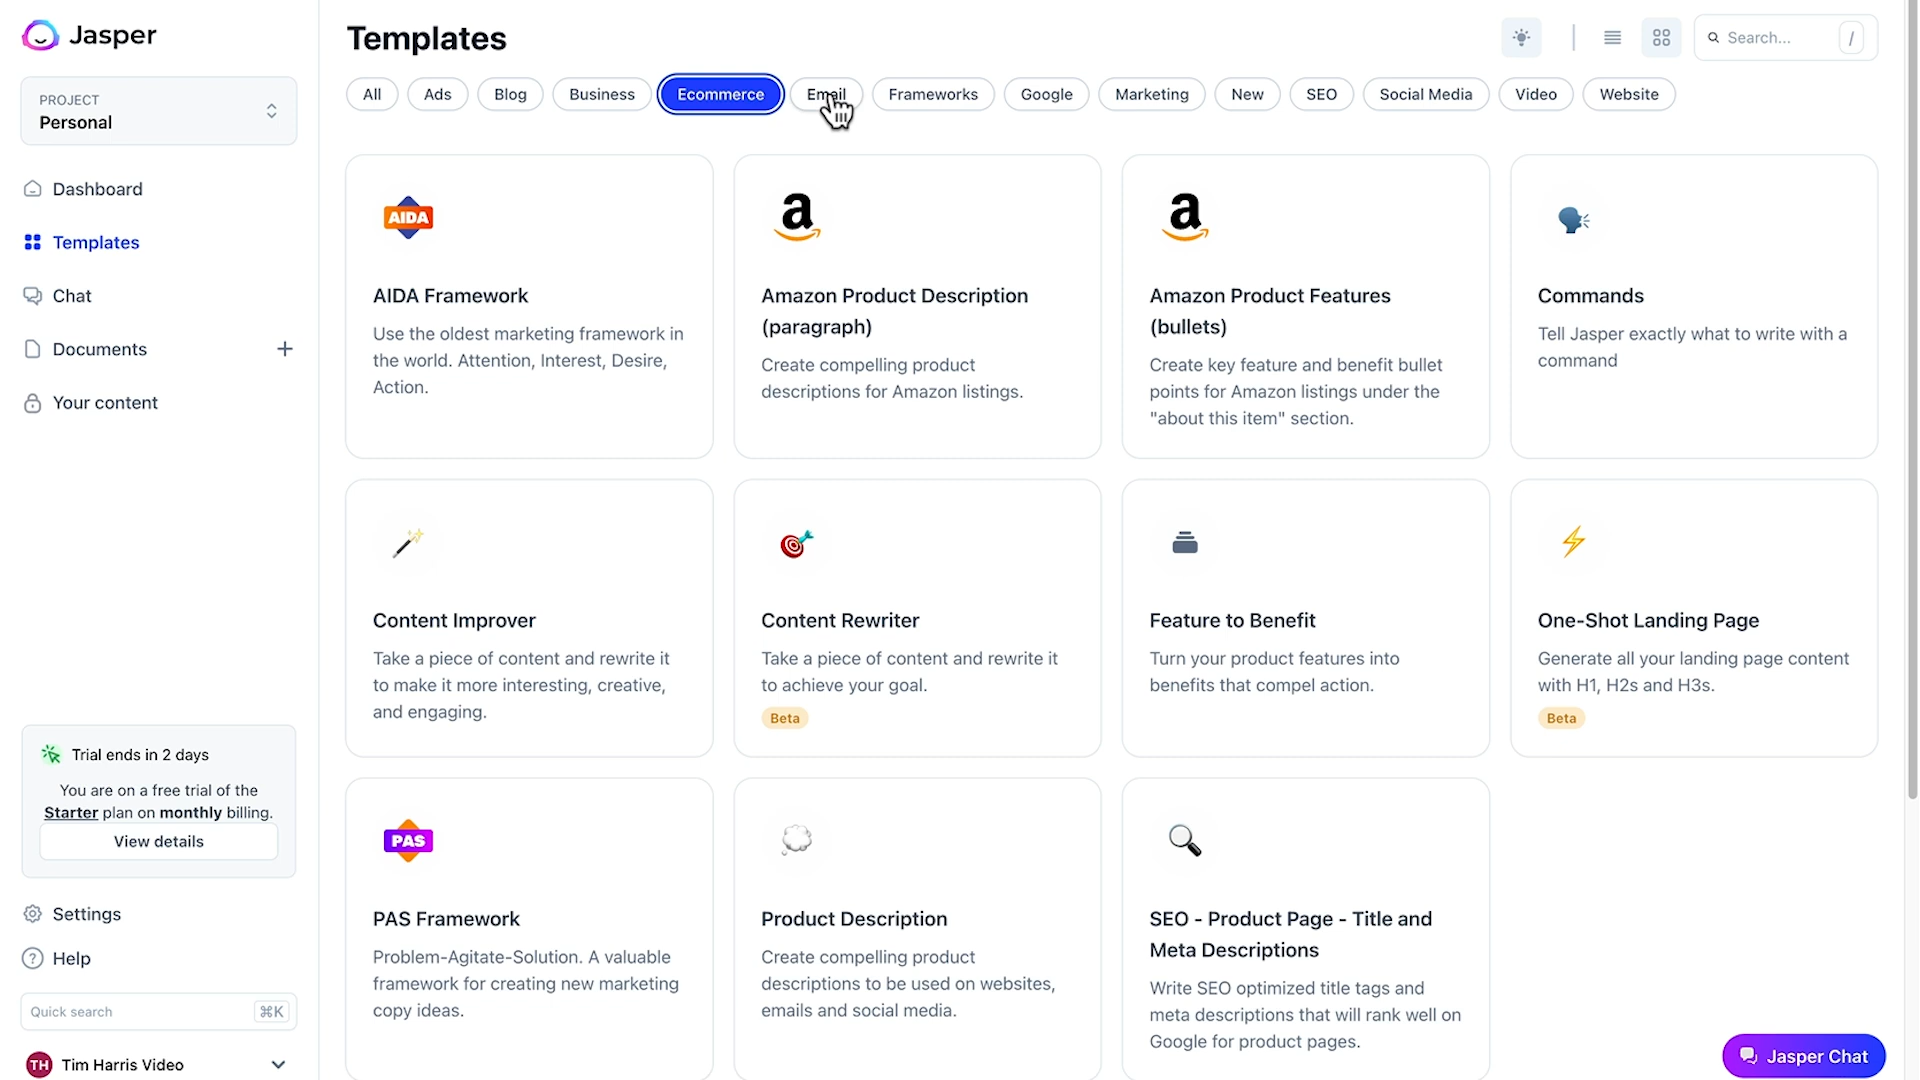 Jasper
PROJECT
Personal
Dashboard
Templates
Chat
Documents
Your content
Trial ends in 2 days
You are on a free trial of the
Starter plan on monthly billing.
View details
Settings
Help
Quick search ⌘K
TH Tim Harris Video
Templates
Search... /
All Ads Blog Business Ecommerce Email Frameworks Google Marketing New SEO Social Media Video Website
AIDA
AIDA Framework
Use the oldest marketing framework in
the world. Attention, Interest, Desire,
Action.
a
Amazon Product Description
(paragraph)
Create compelling product
descriptions for Amazon listings.
a
Amazon Product Features
(bullets)
Create key feature and benefit bullet
points for Amazon listings under the
"about this item" section.
Commands
Tell Jasper exactly what to write with a
command
Content Improver
Take a piece of content and rewrite it
to make it more interesting, creative,
and engaging.
Content Rewriter
Take a piece of content and rewrite it
to achieve your goal.
Beta
Feature to Benefit
Turn your product features into
benefits that compel action.
One-Shot Landing Page
Generate all your landing page content
with H1, H2s and H3s.
Beta
PAS
PAS Framework
Problem-Agitate-Solution. A valuable
framework for creating new marketing
copy ideas.
Product Description
Create compelling product
descriptions to be used on websites,
emails and social media.
SEO - Product Page - Title and
Meta Descriptions
Write SEO optimized title tags and
meta descriptions that will rank well on
Google for product pages.
Jasper Chat